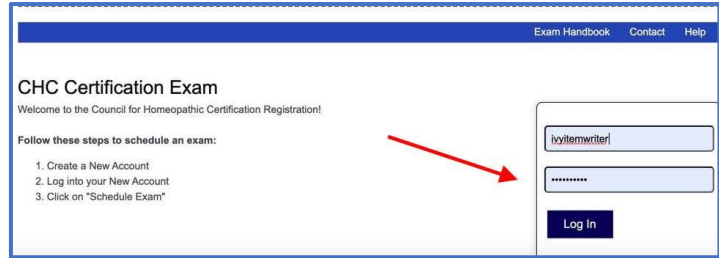 Exam Handbook Contact Help
CHC Certification Exam
Welcome to the Council for Homeopathic Certification Registration!
Follow these steps to schedule an exam:
1. Create a New Account
2. Log into your New Account
3. Click on "Schedule Exam"
ivyitemwriter
••••••••••
Log In